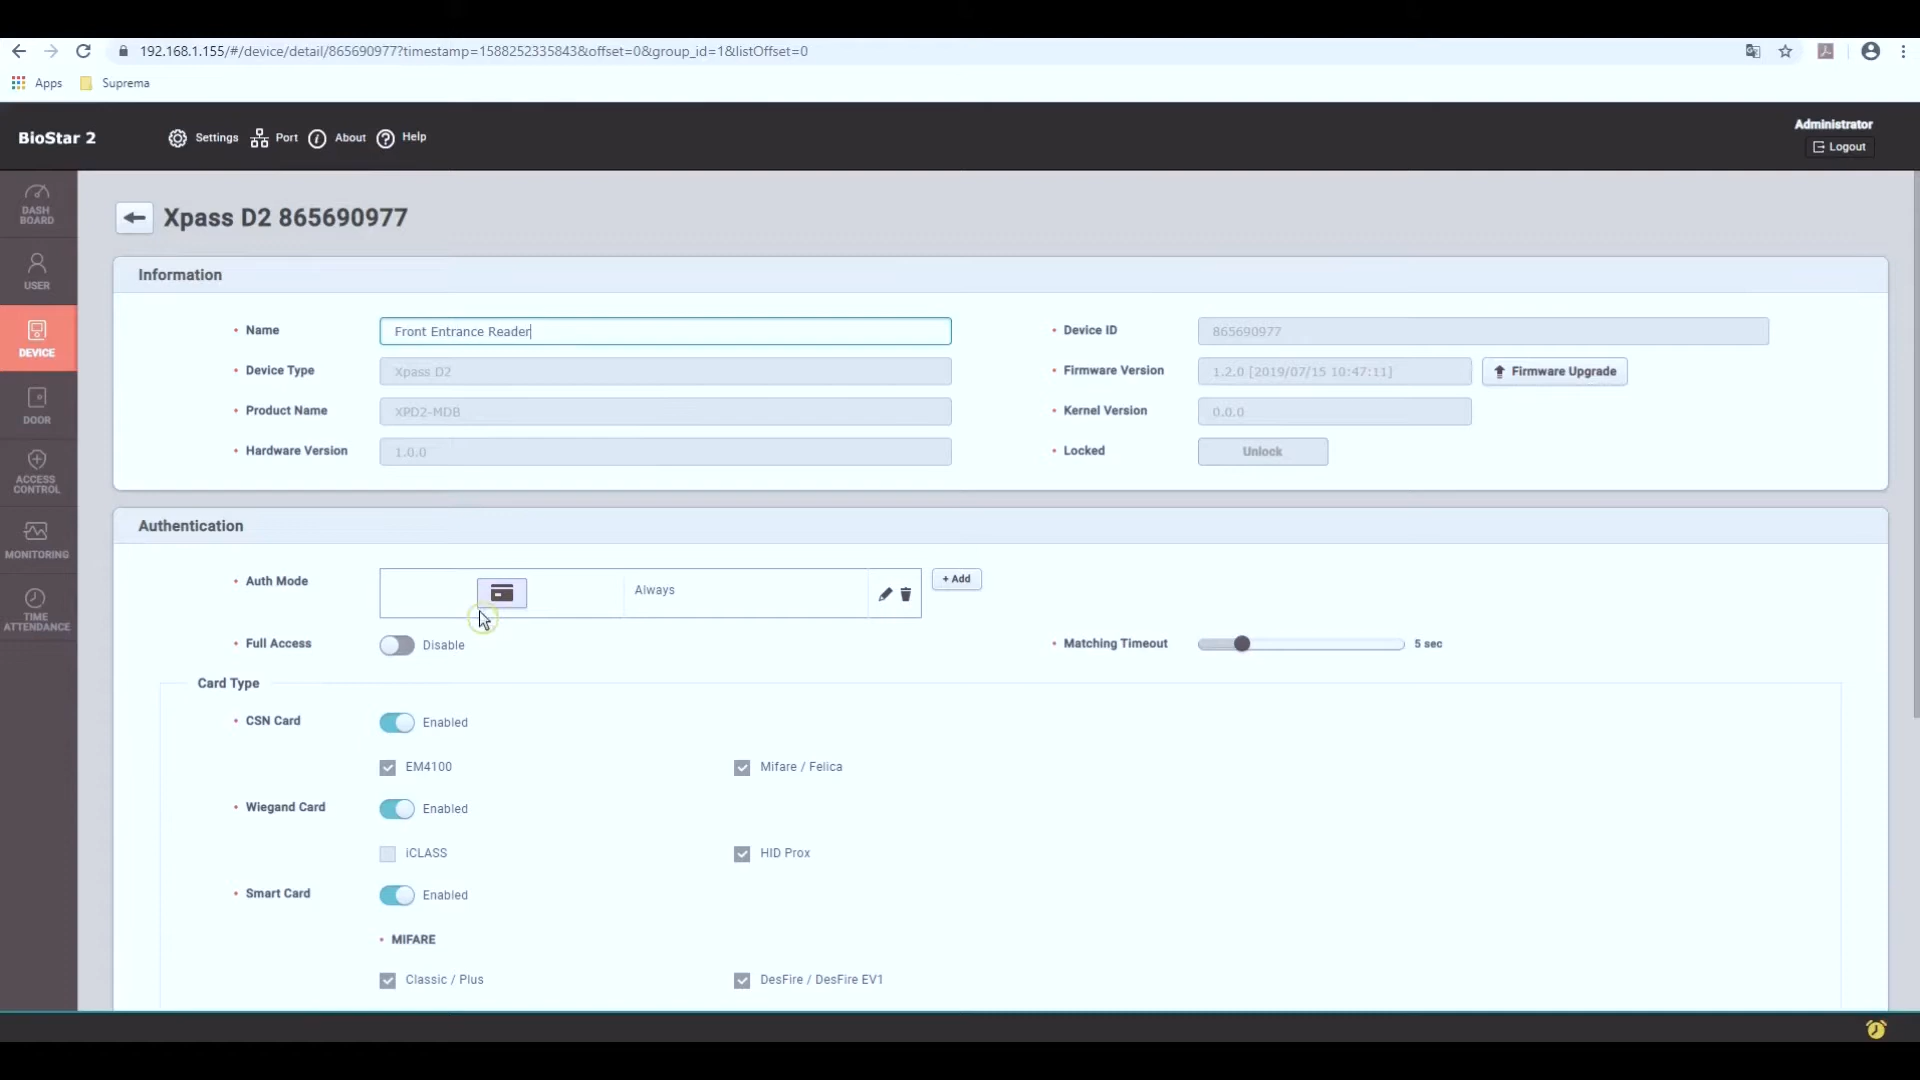 192.168.1.155/#/device/detail/865690977?timestamp=1588252335843&offset=0&group_id=1&listOffset=0
Apps
Suprema
BioStar 2
Settings
Port
About
Help
Administrator
Logout
DASH
BOARD
USER
DEVICE
DOOR
ACCESS
CONTROL
MONITORING
TIME
ATTENDANCE
Xpass D2 865690977
Information
Name
Front Entrance Reader
Device ID
865690977
Device Type
Xpass D2
Firmware Version
1.2.0 [2019/07/15 10:47:11]
Firmware Upgrade
Product Name
XPD2-MDB
Kernel Version
0.0.0
Hardware Version
1.0.0
Locked
Unlock
Authentication
Auth Mode
Always
+ Add
Full Access
Disable
Matching Timeout
5 sec
Card Type
CSN Card
Enabled
EM4100
Mifare / Felica
Wiegand Card
Enabled
iCLASS
HID Prox
Smart Card
Enabled
MIFARE
Classic / Plus
DesFire / DesFire EV1